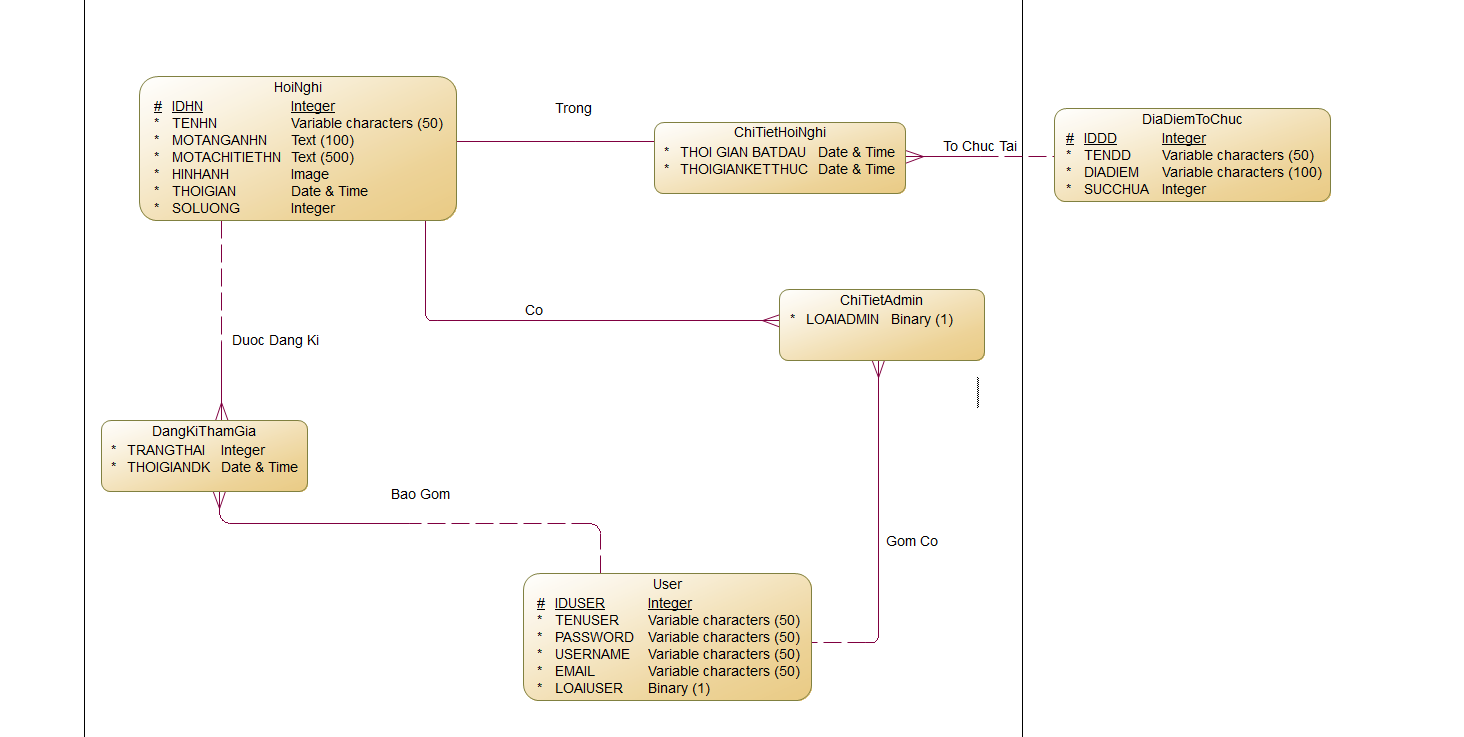 HoiNghi
# IDHN Integer
* TENHN Variable characters (50)
* MOTANGANHN Text (100)
* MOTACHITIETHN Text (500)
* HINHANH Image
* THOIGIAN Date & Time
* SOLUONG Integer
Trong
ChiTietHoiNghi
* THOI GIAN BATDAU Date & Time
* THOIGIANKETTHUC Date & Time
To Chuc Tai
DiaDiemToChuc
# IDDD Integer
* TENDD Variable characters (50)
* DIADIEM Variable characters (100)
* SUCCHUA Integer
Co
ChiTietAdmin
* LOAIADMIN Binary (1)
Duoc Dang Ki
DangKiThamGia
* TRANGTHAI Integer
* THOIGIANDK Date & Time
Bao Gom
Gom Co
User
# IDUSER Integer
* TENUSER Variable characters (50)
* PASSWORD Variable characters (50)
* USERNAME Variable characters (50)
* EMAIL Variable characters (50)
* LOAIUSER Binary (1)